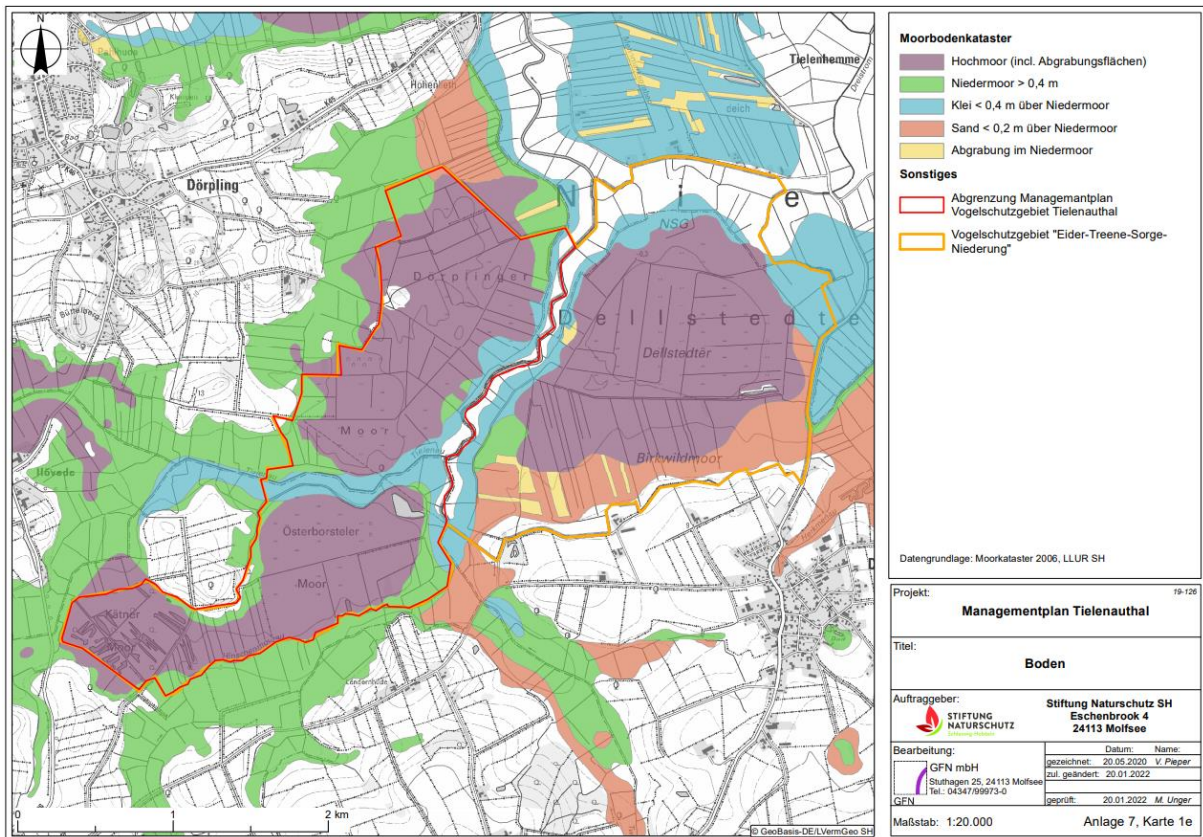 N
Tielenhemme
Hohenlieth
deich
Dörpling
N i e
NSG
Dörplinger
Dellstedte
Dellstedter
Moor
Birkwildmoor
Hövede
Österborsteler
Moor
Kätner
Moor
0 1 2 km
© GeoBasis-DE/LVermGeo SH
Moorbodenkataster
Hochmoor (incl. Abgrabungsflächen)
Niedermoor > 0,4 m
Klei < 0,4 m über Niedermoor
Sand < 0,2 m über Niedermoor
Abgrabung im Niedermoor
Sonstiges
Abgrenzung Managemantplan
Vogelschutzgebiet Tielenauthal
Vogelschutzgebiet "Eider-Treene-Sorge-
Niederung"
Datengrundlage: Moorkataster 2006, LLUR SH
Projekt: 19-126
Managementplan Tielenauthal
Titel:
Boden
Auftraggeber:
STIFTUNG
NATURSCHUTZ
Schleswig-Holstein
Stiftung Naturschutz SH
Eschenbrook 4
24113 Molfsee
Bearbeitung:
GFN mbH
Stuthagen 25, 24113 Molfsee
Tel.: 04347/99973-0
GFN
Datum: Name:
gezeichnet: 20.05.2020 V. Pieper
zul. geändert: 20.01.2022
geprüft: 20.01.2022 M. Unger
Maßstab: 1:20.000
Anlage 7, Karte 1e